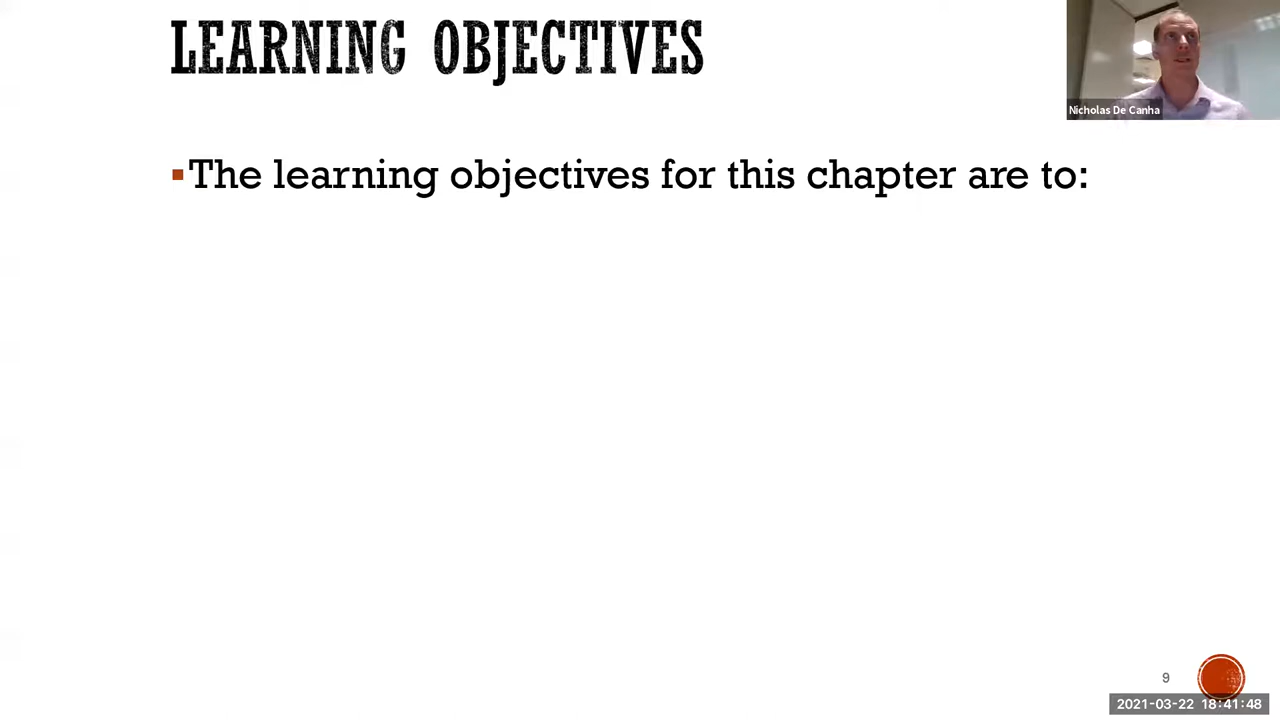 LEARNING OBJECTIVES
Nicholas De Canha
▪The learning objectives for this chapter are to:
9
2021-03-22 18:41:48